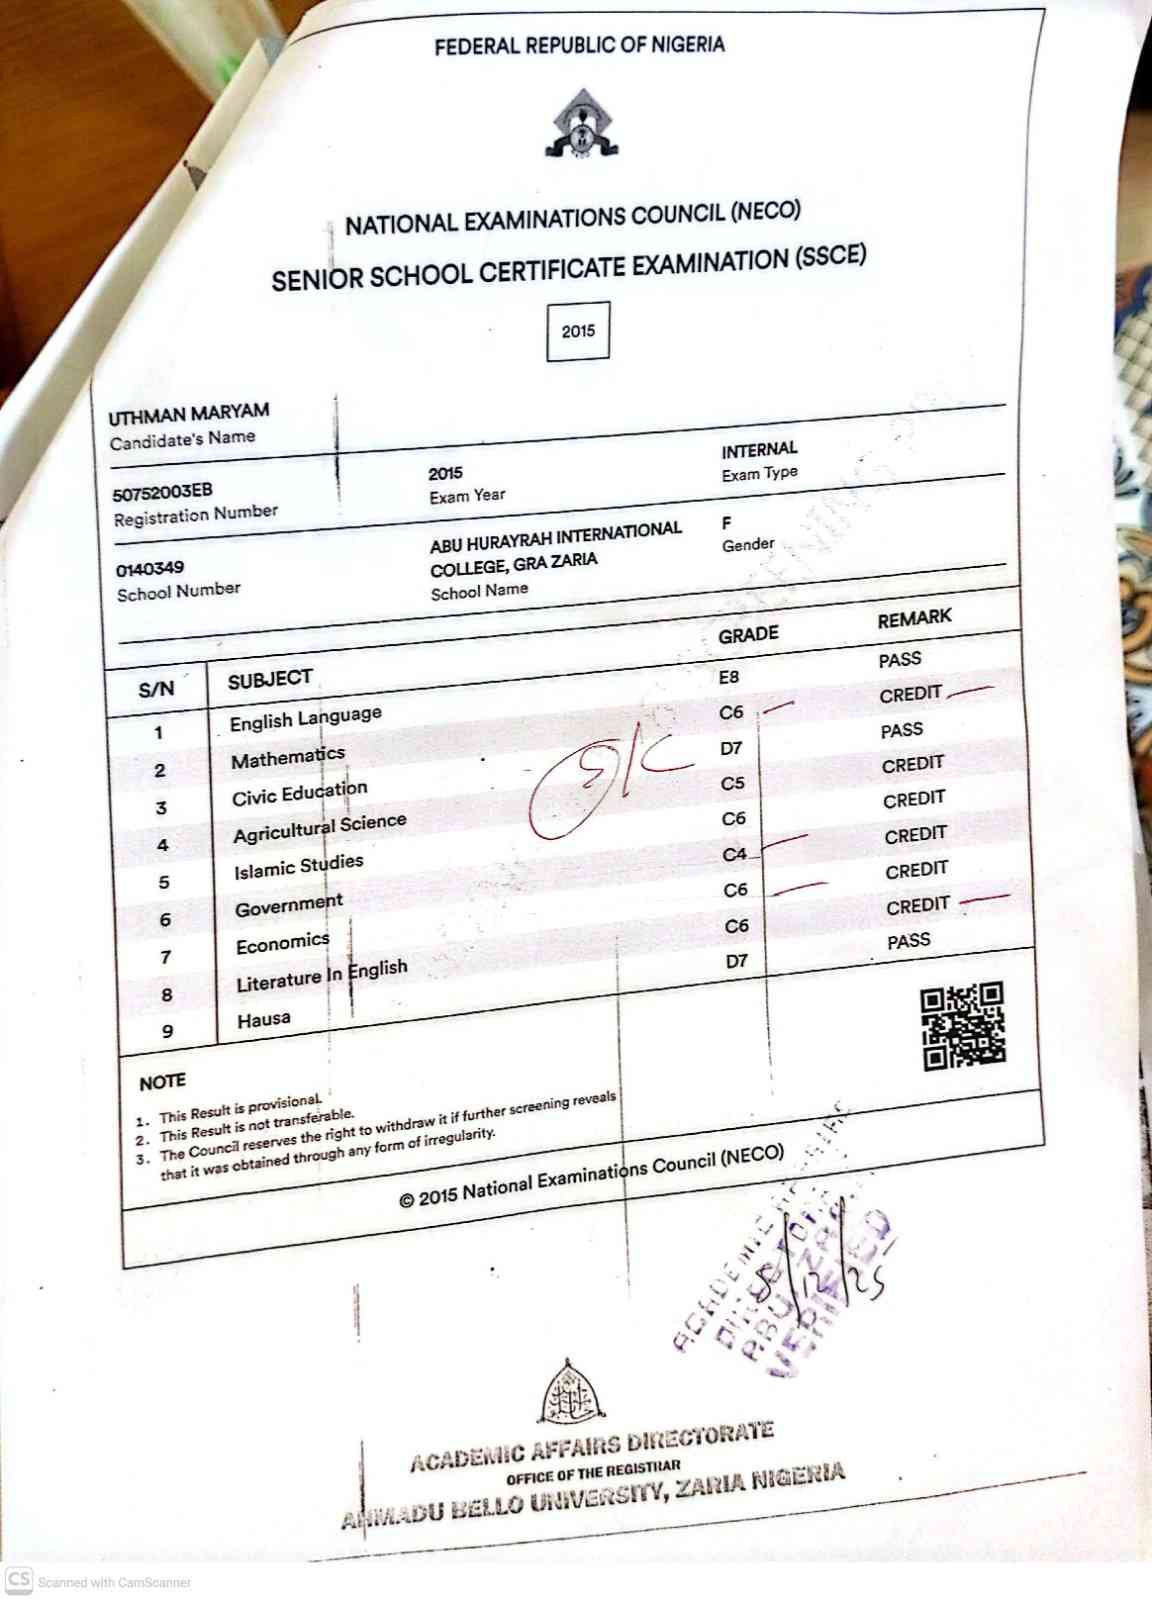 FEDERAL REPUBLIC OF NIGERIA
NATIONAL EXAMINATIONS COUNCIL (NECO)
SENIOR SCHOOL CERTIFICATE EXAMINATION (SSCE)
2015
UTHMAN MARYAM
Candidate's Name
50752003EB 2015 INTERNAL
Registration Number Exam Year Exam Type
0140349 ABU HURAYRAH INTERNATIONAL COLLEGE, GRA ZARIA F
School Number School Name Gender
S/N SUBJECT GRADE REMARK
1 English Language E8 PASS
2 Mathematics C6 CREDIT
3 Civic Education D7 PASS
4 Agricultural Science C5 CREDIT
5 Islamic Studies C6 CREDIT
6 Government C4 CREDIT
7 Economics C6 CREDIT
8 Literature In English C6 CREDIT
9 Hausa D7 PASS
NOTE
1. This Result is provisional.
2. This Result is not transferable.
3. The Council reserves the right to withdraw it if further screening reveals
that it was obtained through any form of irregularity.
© 2015 National Examinations Council (NECO)
ACADEMIC
VERIFIED
8/12/25
ACADEMIC AFFAIRS DIRECTORATE
OFFICE OF THE REGISTRAR
AHMADU BELLO UNIVERSITY, ZARIA NIGERIA
CS Scanned with CamScanner